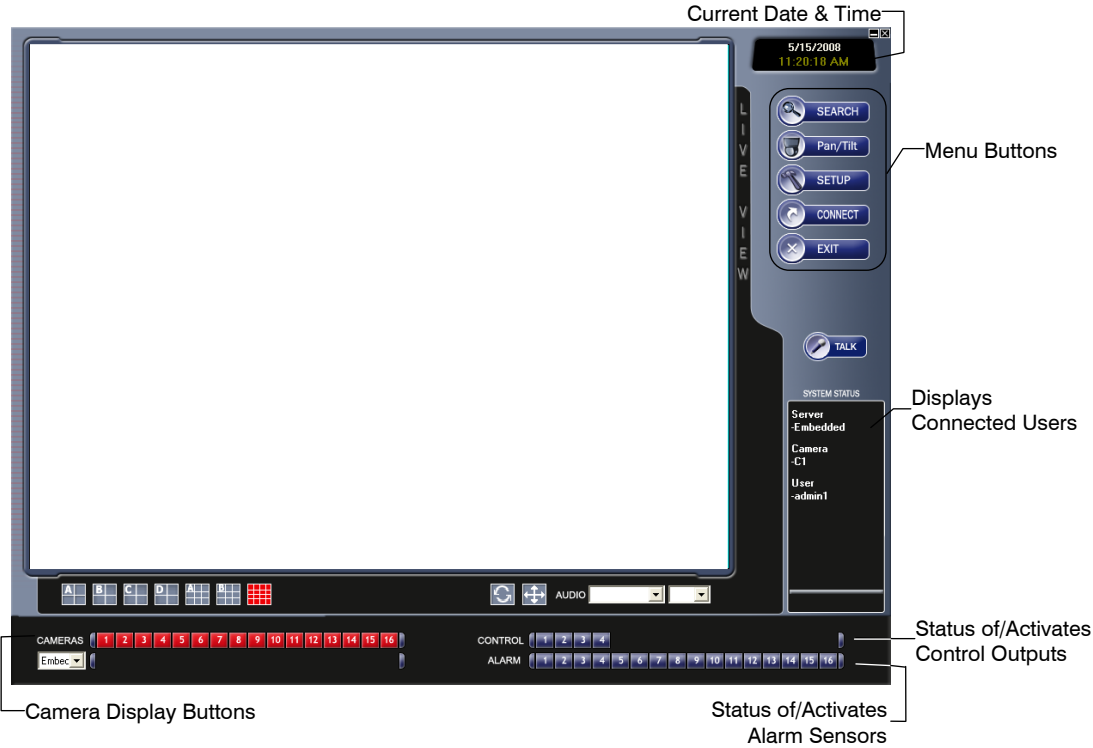 Current Date & Time
5/15/2008
11:20:18 AM
LIVE VIEW
SEARCH
Pan/Tilt
SETUP
CONNECT
EXIT
Menu Buttons
TALK
SYSTEM STATUS
Server
-Embedded
Camera
-C1
User
-admin1
Displays
Connected Users
A B C D A B
AUDIO
CAMERAS 1 2 3 4 5 6 7 8 9 10 11 12 13 14 15 16
Embec
CONTROL 1 2 3 4
ALARM 1 2 3 4 5 6 7 8 9 10 11 12 13 14 15 16
Status of/Activates
Control Outputs
Camera Display Buttons
Status of/Activates
Alarm Sensors